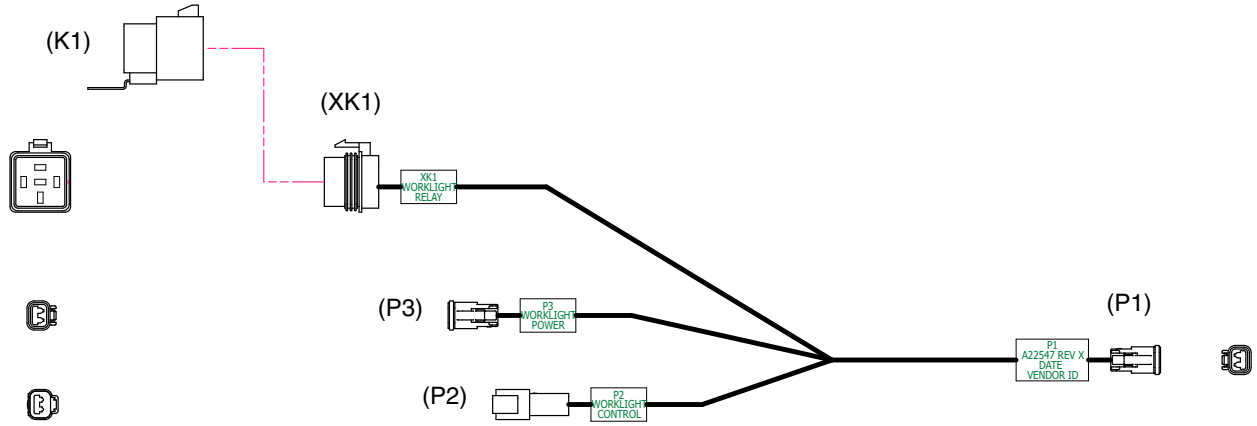 (K1)
(XK1)
XK1
WORKLIGHT
RELAY
(P3)
P3
WORKLIGHT
POWER
(P1)
P1
A22547 REV X
DATE
VENDOR ID
(P2)
P2
WORKLIGHT
CONTROL